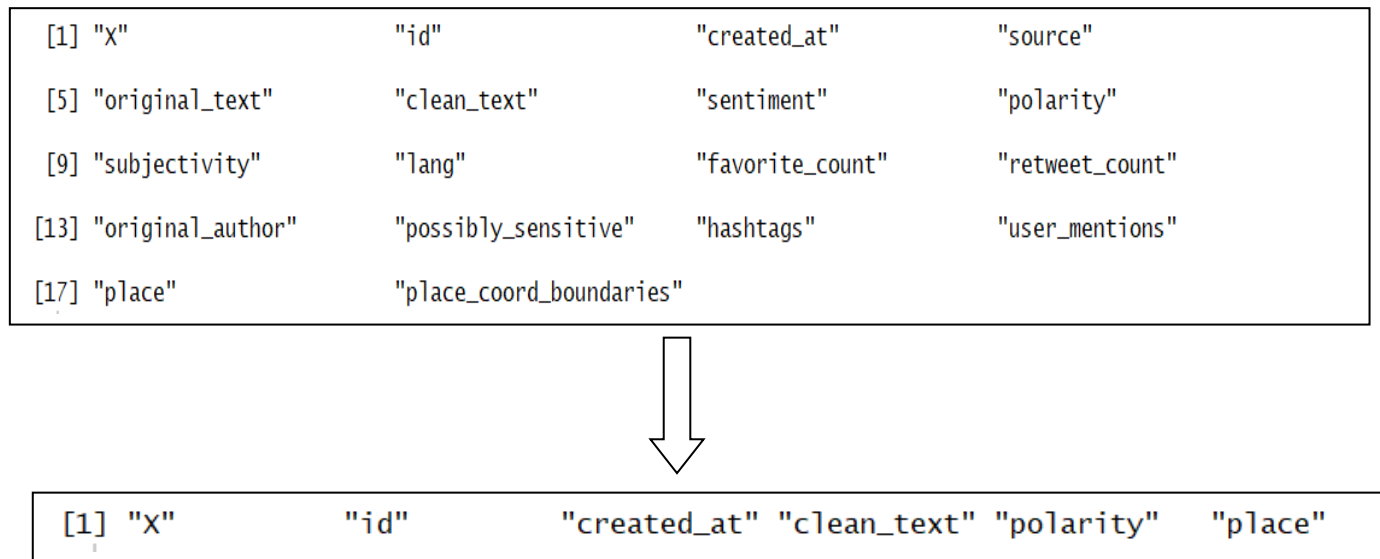 [1] "X" "id" "created_at" "source"
[5] "original_text" "clean_text" "sentiment" "polarity"
[9] "subjectivity" "lang" "favorite_count" "retweet_count"
[13] "original_author" "possibly_sensitive" "hashtags" "user_mentions"
[17] "place" "place_coord_boundaries"
[1] "X" "id" "created_at" "clean_text" "polarity" "place"